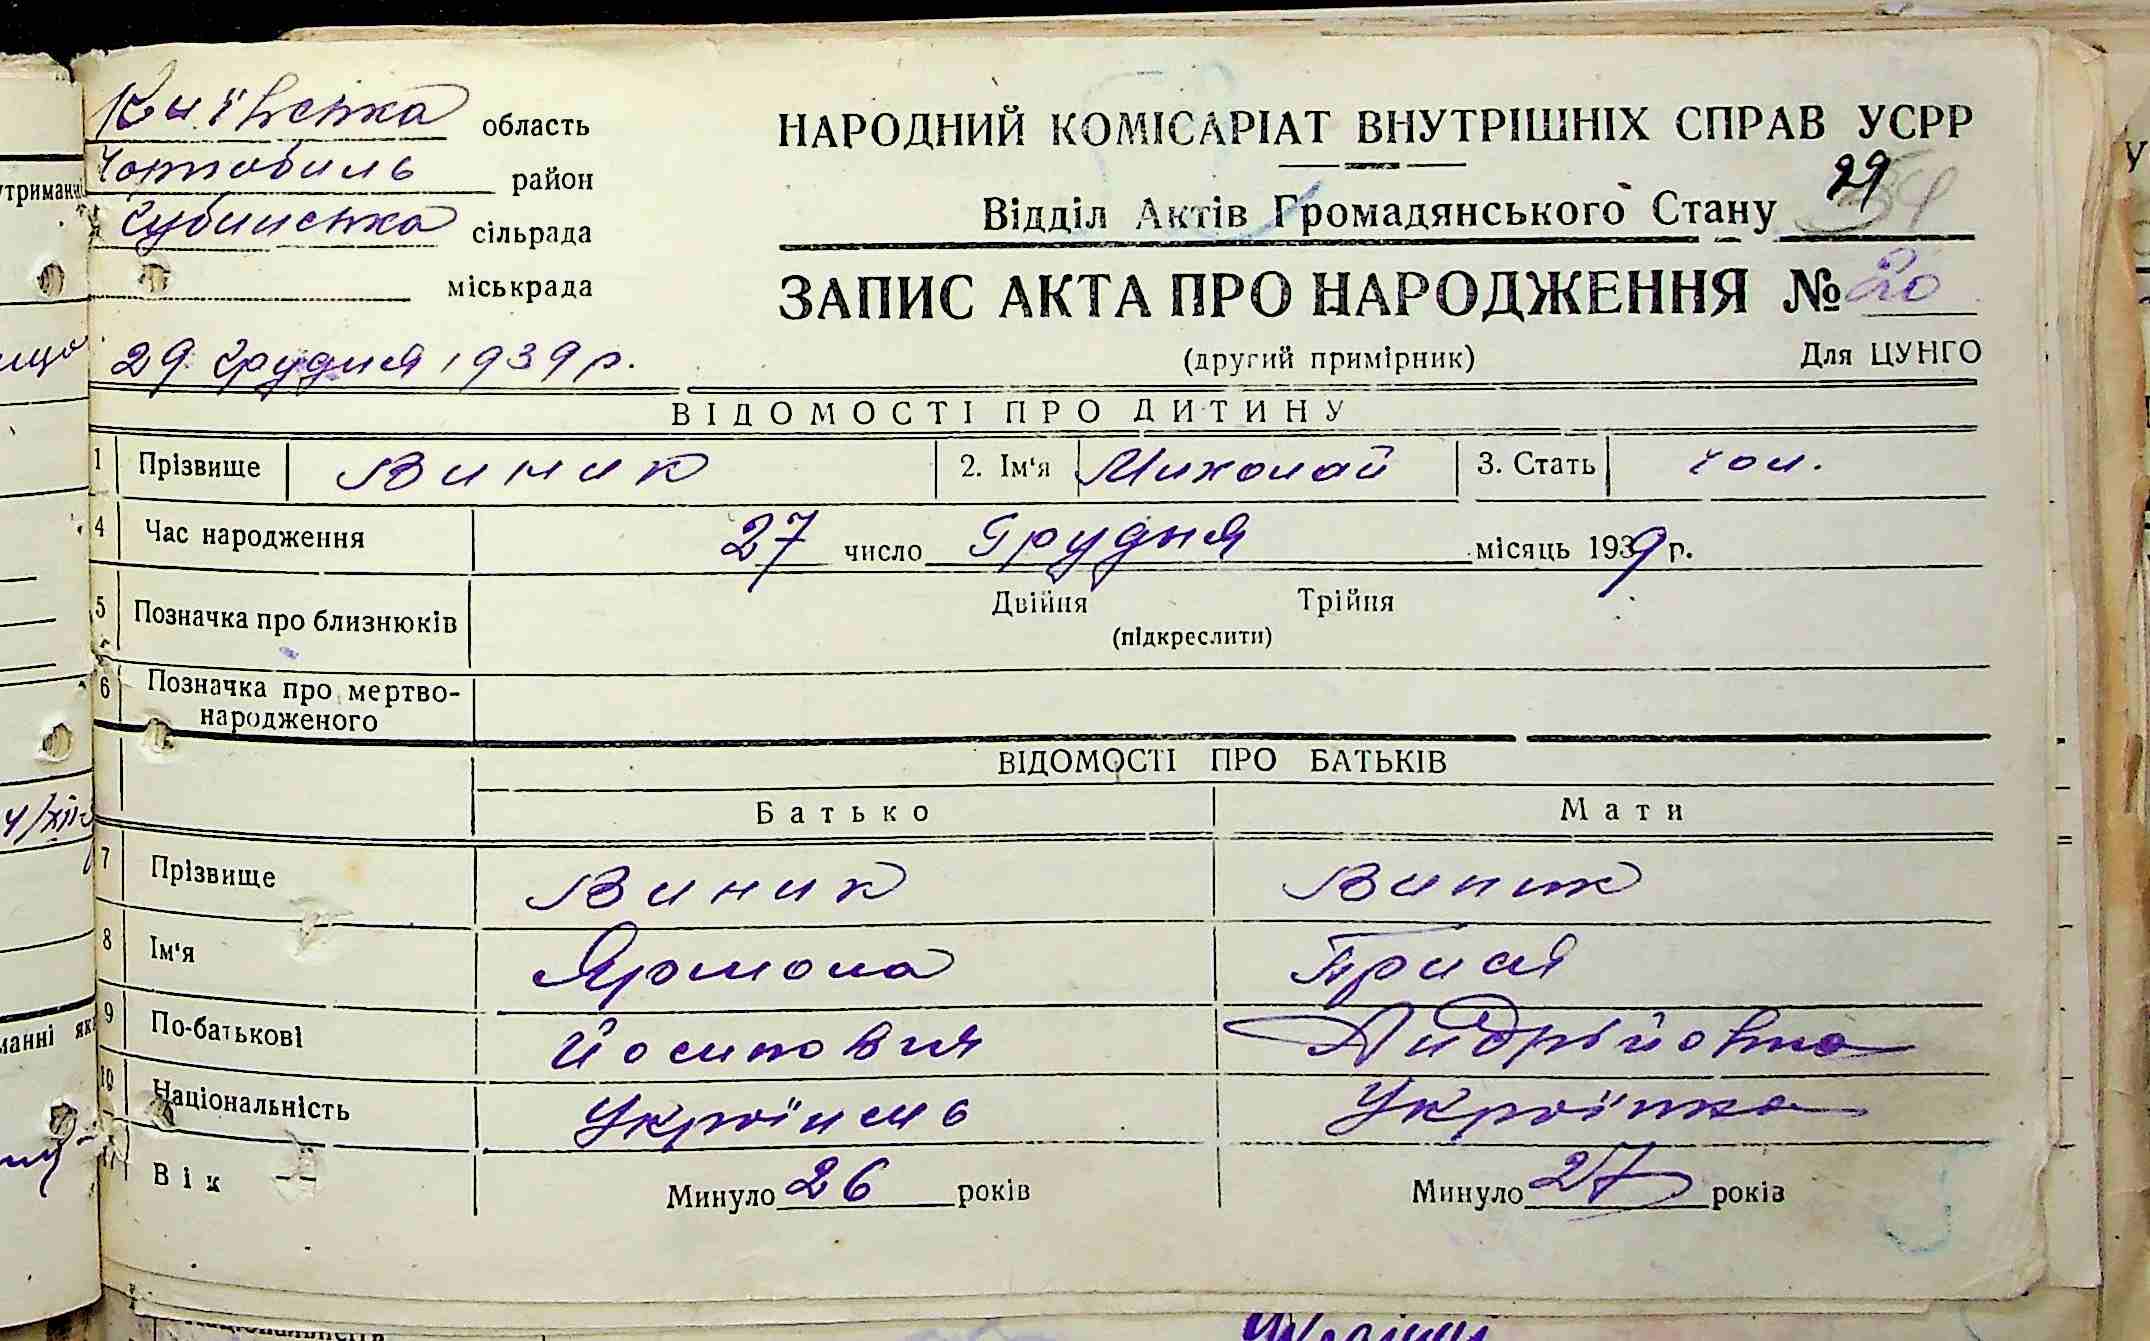 Київська область
Чорнобиль район
сільрада
міськрада
29 грудня 1939 р.
НАРОДНИЙ КОМІСАРІАТ ВНУТРІШНІХ СПРАВ УСРР
Відділ Актів Громадянського Стану 29
ЗАПИС АКТА ПРО НАРОДЖЕННЯ № 20
(другий примірник) Для ЦУНГО
ВІДОМОСТІ ПРО ДИТИНУ
1 Прізвище Виник 2. Ім'я Миколай 3. Стать чол.
4 Час народження 27 число Грудня місяць 1939 р.
5 Позначка про близнюків Двійня Трійня
(підкреслити)
6 Позначка про мертво-
народженого
ВІДОМОСТІ ПРО БАТЬКІВ
Батько Мати
7 Прізвище Виник Виник
8 Ім'я Ярмола Прися
9 По-батькові Йосипович Андрійовна
10 Національність Українець Українка
11 Вік Минуло 26 років Минуло 27 років